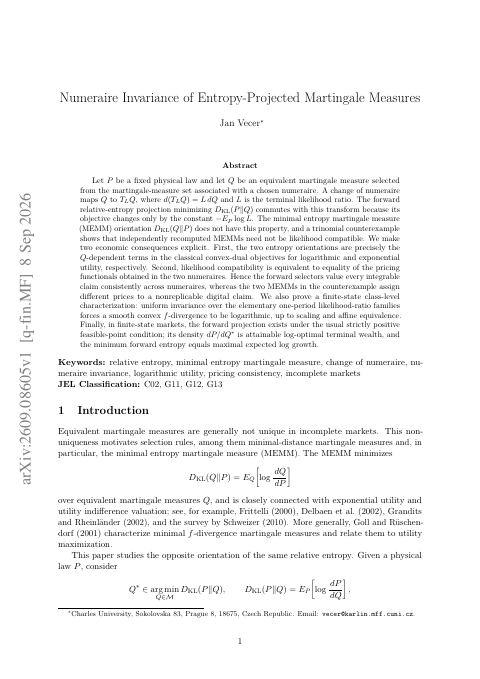 arXiv:2609.08605v1 [q-fin.MF] 8 Sep 2026
Numeraire Invariance of Entropy-Projected Martingale Measures
Jan Vecer*
Abstract
Let P be a fixed physical law and let Q be an equivalent martingale measure selected
from the martingale-measure set associated with a chosen numeraire. A change of numeraire
maps Q to T_L Q, where d(T_L Q) = L dQ and L is the terminal likelihood ratio. The forward
relative-entropy projection minimizing D_KL(P∥Q) commutes with this transform because its
objective changes only by the constant −E_P log L. The minimal entropy martingale measure
(MEMM) orientation D_KL(Q∥P) does not have this property, and a trinomial counterexample
shows that independently recomputed MEMMs need not be likelihood compatible. We make
two economic consequences explicit. First, the two entropy orientations are precisely the
Q-dependent terms in the classical convex-dual objectives for logarithmic and exponential
utility, respectively. Second, likelihood compatibility is equivalent to equality of the pricing
functionals obtained in the two numeraires. Hence the forward selectors value every integrable
claim consistently across numeraires, whereas the two MEMMs in the counterexample assign
different prices to a nonreplicable digital claim. We also prove a finite-state class-level
characterization: uniform invariance over the elementary one-period likelihood-ratio families
forces a smooth convex f-divergence to be logarithmic, up to scaling and affine equivalence.
Finally, in finite-state markets, the forward projection exists under the usual strictly positive
feasible-point condition; its density dP/dQ* is attainable log-optimal terminal wealth, and
the minimum forward entropy equals maximal expected log growth.
Keywords: relative entropy, minimal entropy martingale measure, change of numeraire, nu-
meraire invariance, logarithmic utility, pricing consistency, incomplete markets
JEL Classification: C02, G11, G12, G13
1 Introduction
Equivalent martingale measures are generally not unique in incomplete markets. This non-
uniqueness motivates selection rules, among them minimal-distance martingale measures and, in
particular, the minimal entropy martingale measure (MEMM). The MEMM minimizes
D_KL(Q∥P) = E_Q[log dQ/dP]
over equivalent martingale measures Q, and is closely connected with exponential utility and
utility indifference valuation; see, for example, Frittelli (2000), Delbaen et al. (2002), Grandits
and Rheinländer (2002), and the survey by Schweizer (2010). More generally, Goll and Rüschen-
dorf (2001) characterize minimal f-divergence martingale measures and relate them to utility
maximization.
This paper studies the opposite orientation of the same relative entropy. Given a physical
law P, consider
Q* ∈ arg min_{Q∈M} D_KL(P∥Q), D_KL(P∥Q) = E_P[log dP/dQ].
*Charles University, Sokolovska 83, Prague 8, 18675, Czech Republic. Email: vecer@karlin.mff.cuni.cz.
1